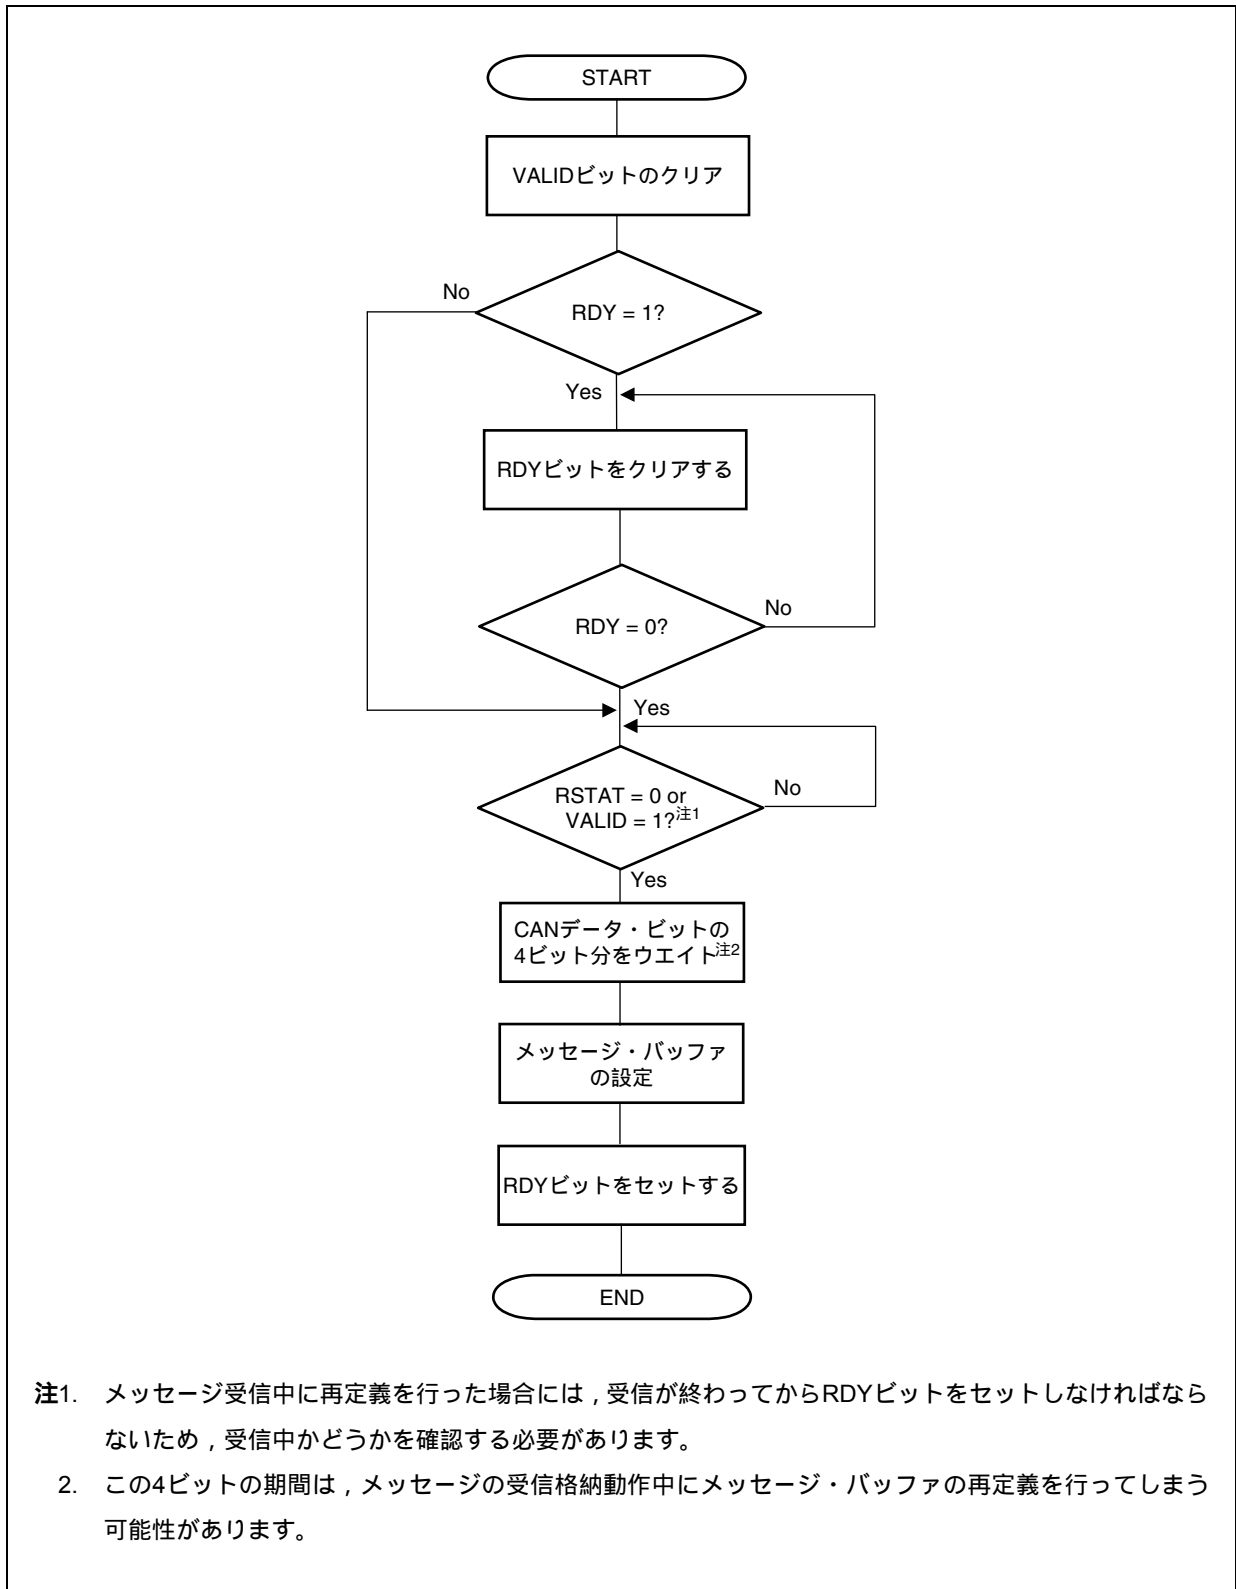 START
VALIDビットのクリア
No
RDY = 1?
Yes
RDYビットをクリアする
No
RDY = 0?
Yes
RSTAT = 0 or
VALID = 1?注1
No
Yes
CANデータ・ビットの
4ビット分をウエイト注2
メッセージ・バッファ
の設定
RDYビットをセットする
END
注1. メッセージ受信中に再定義を行った場合には，受信が終わってからRDYビットをセットしなければなら
ないため，受信中かどうかを確認する必要があります。
2. この4ビットの期間は，メッセージの受信格納動作中にメッセージ・バッファの再定義を行ってしまう
可能性があります。